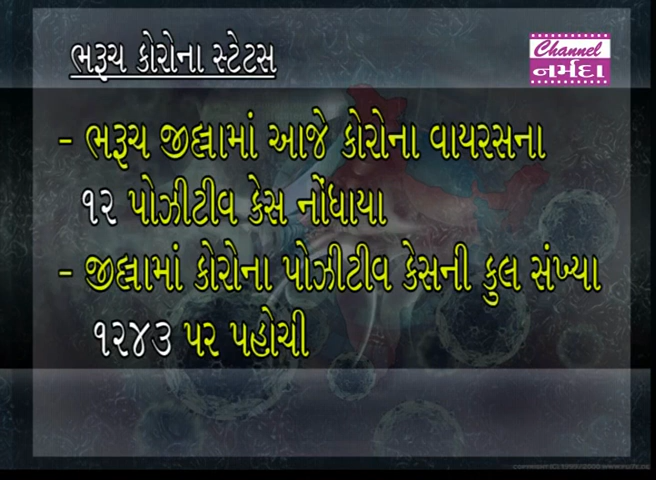 ભરૂચ કોરોના સ્ટેટસ
Channel
નર્મદા
- ભરૂચ જીલ્લામાં આજે કોરોના વાયરસના
૧૨ પોઝીટીવ કેસ નોંધાયા
- જીલ્લામાં કોરોના પોઝીટીવ કેસની કુલ સંખ્યા
૧૨૪૩ પર પહોચી